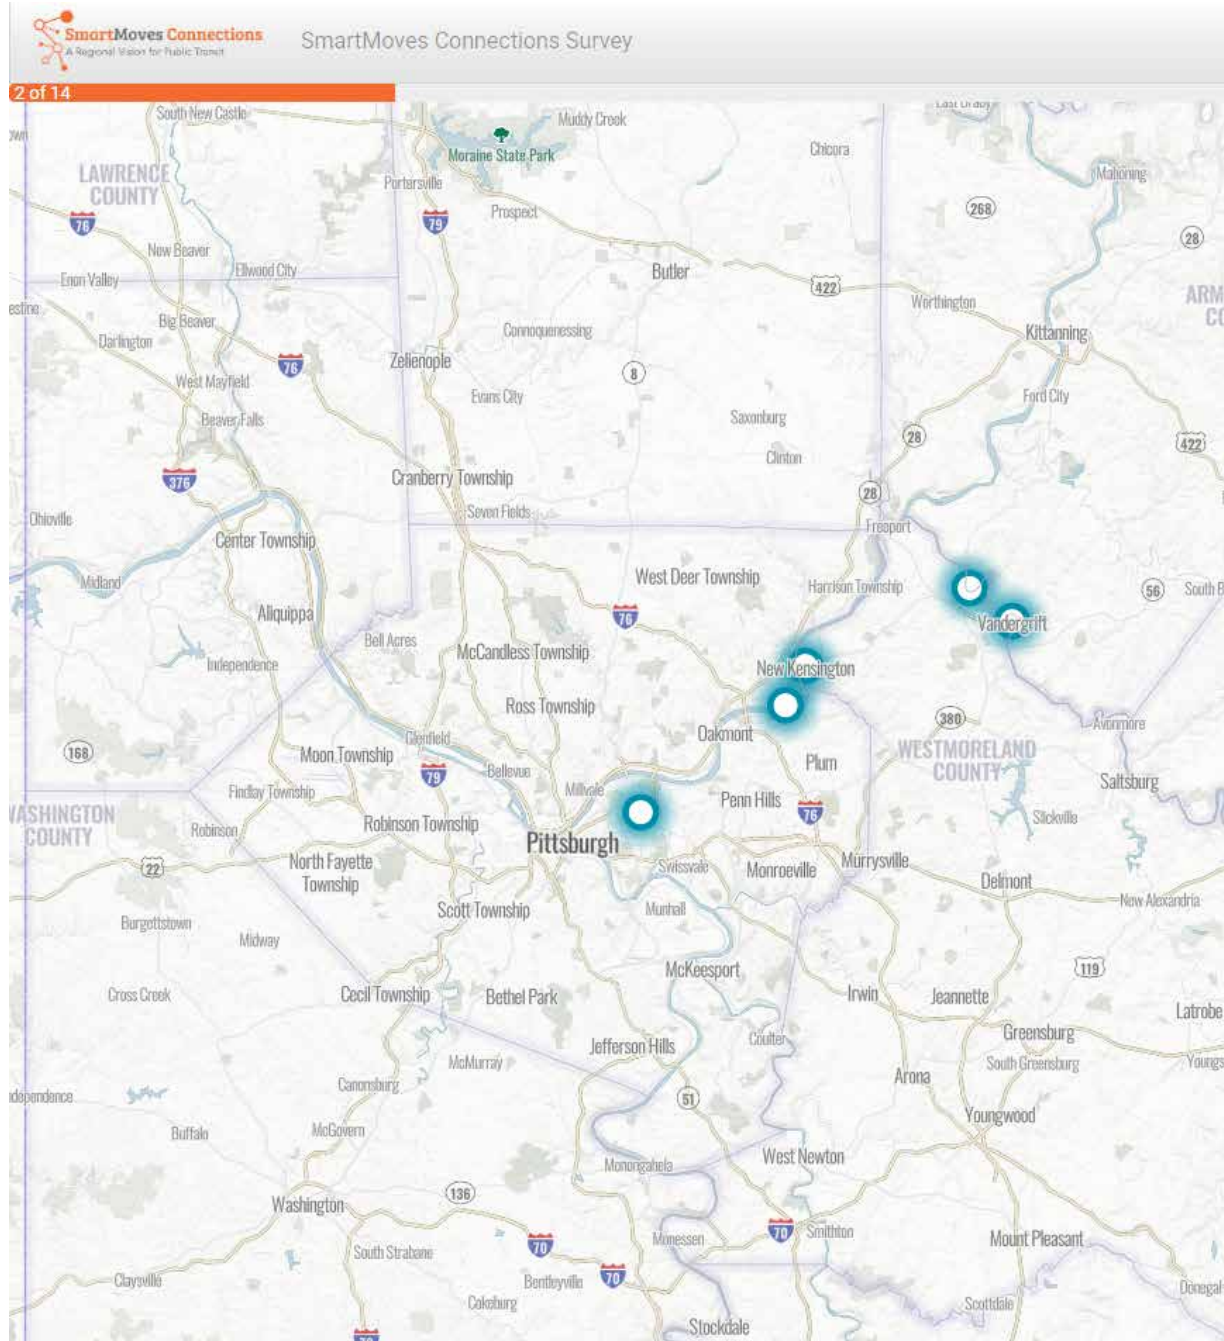 SmartMoves Connections
A Regional Vision for Public Transit
SmartMoves Connections Survey
2 of 14
South New Castle
Muddy Creek
Moraine State Park
Chicora
Mahoning
LAWRENCE
COUNTY
Portersville
Prospect
268
76
79
28
New Beaver
Enon Valley
Ellwood City
Butler
422
Worthington
Big Beaver
Darlington
Connoquenessing
Kittanning
Zelienople
76
8
West Mayfield
Evans City
Ford City
Beaver Falls
Saxonburg
28
422
Clinton
376
Cranberry Township
28
Seven Fields
Ohioville
Freeport
Center Township
West Deer Township
Harrison Township
Midland
56
Aliquippa
76
Vandergrift
Bell Acres
McCandless Township
Independence
New Kensington
Ross Township
380
Oakmont
Avonmore
168
Glenfield
Moon Township
WESTMORELAND
COUNTY
79
Bellevue
Plum
Saltsburg
Findlay Township
Millvale
Penn Hills
76
Slickville
WASHINGTON
COUNTY
Robinson
Robinson Township
Pittsburgh
22
North Fayette
Township
Swissvale
Monroeville
Murrysville
Delmont
Scott Township
Munhall
New Alexandria
Burgettstown
Midway
McKeesport
119
Cross Creek
Cecil Township
Bethel Park
Irwin
Jeannette
Latrobe
Greensburg
Jefferson Hills
Coulter
McMurray
South Greensburg
Arona
Canonsburg
51
Youngwood
Buffalo
McGovern
West Newton
Monongahela
136
Washington
70
Smithton
Monessen
Mount Pleasant
70
South Strabane
Claysville
Bentleyville
70
Donegal
Cokeburg
Scottdale
Stockdale